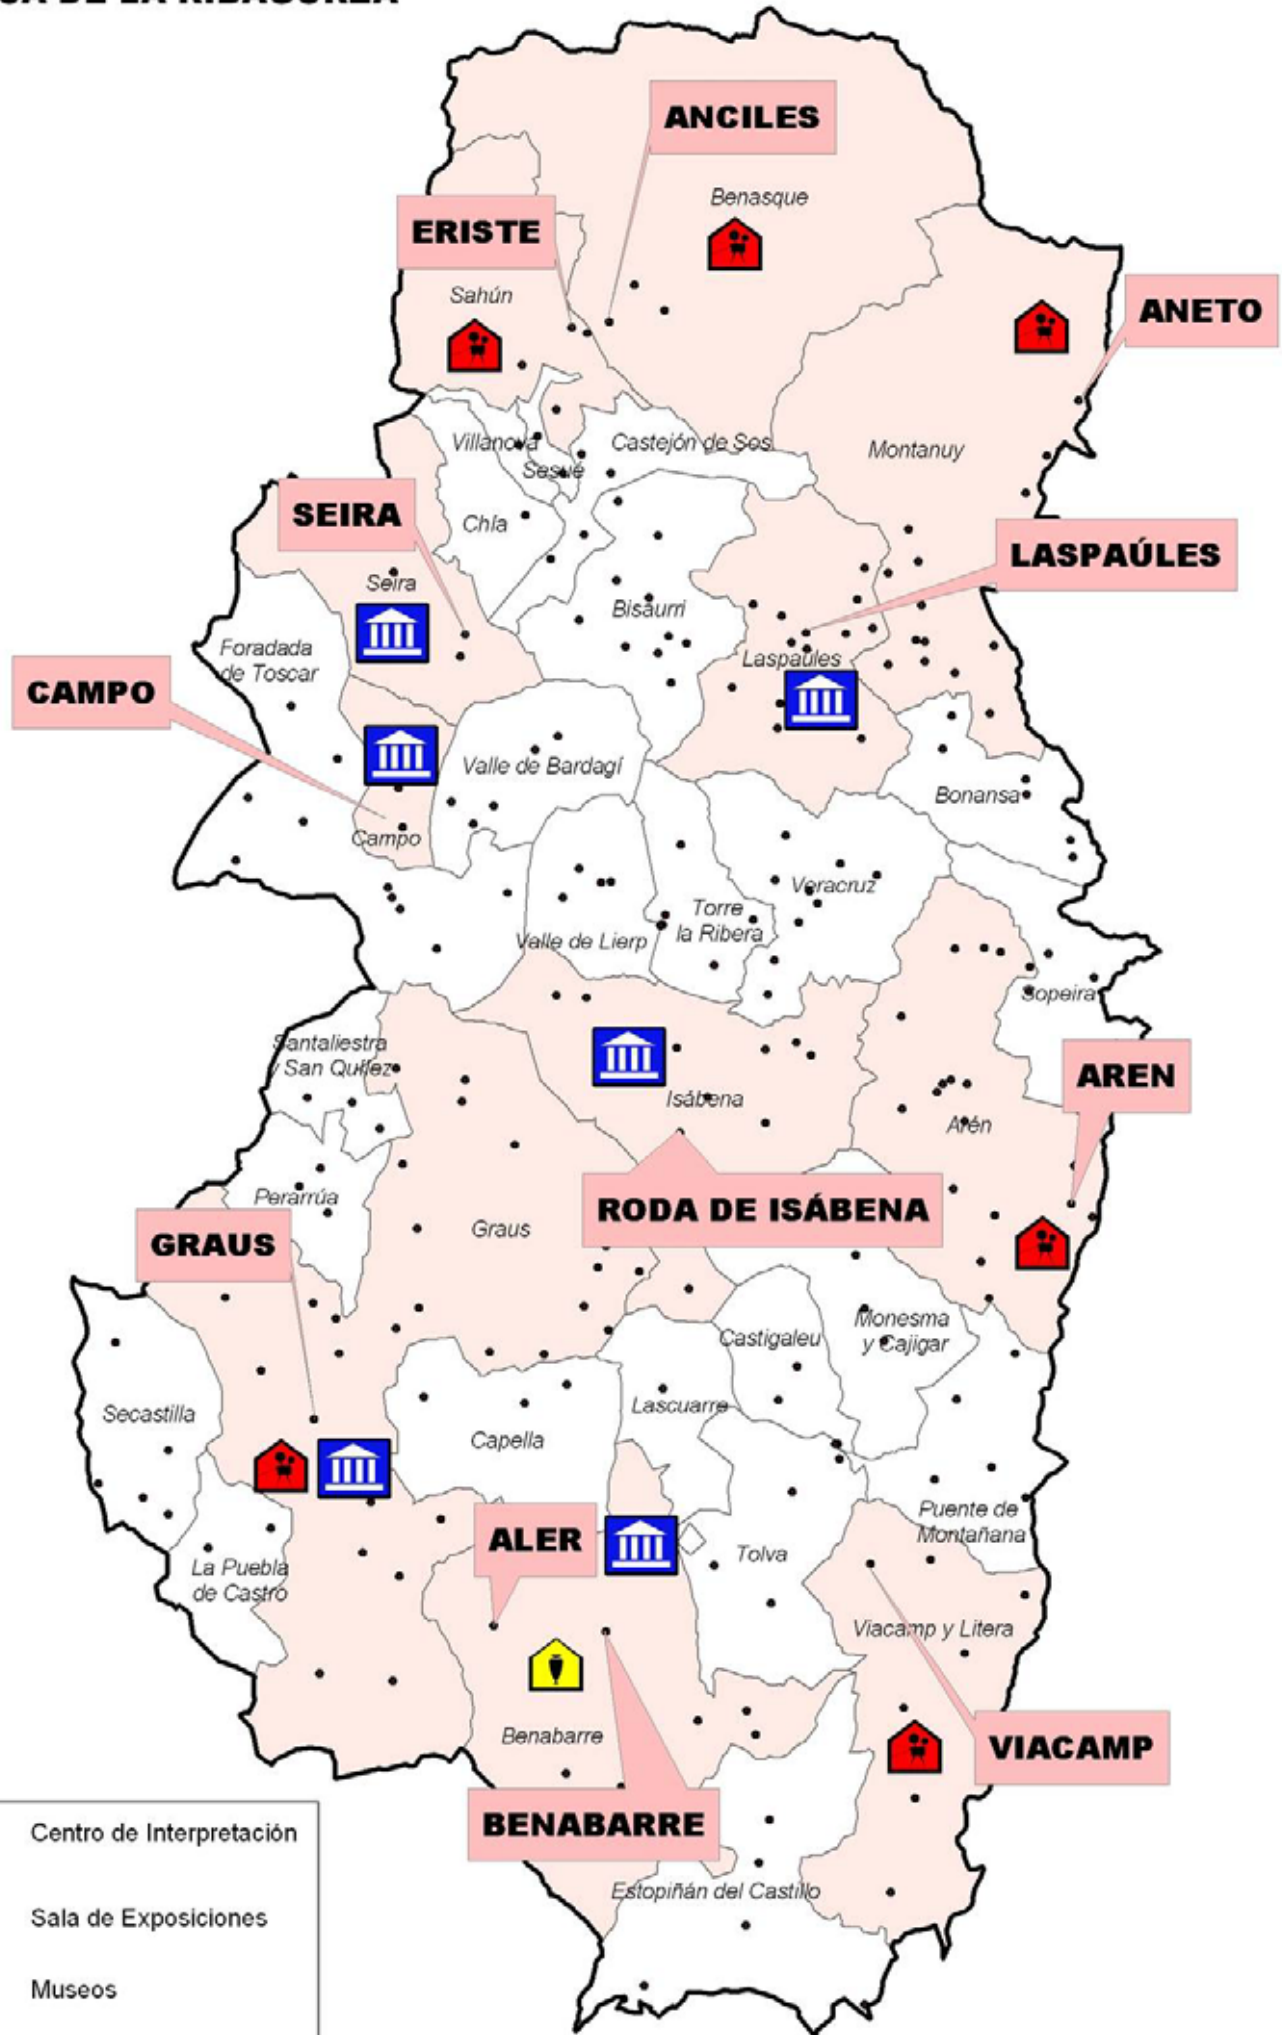 ANCILES
Benasque
ERISTE
Sahún
ANETO
Villanova
Castejón de Sos
Montanuy
Sesué
SEIRA
Chía
LASPAÚLES
Seira
Bisaurri
Foradada
de Toscar
Laspaúles
CAMPO
Valle de Bardagí
Bonansa
Campo
Veracruz
Torre
la Ribera
Valle de Lierp
Sopeira
Santaliestra
y San Quílez
AREN
Isábena
Arén
Perarrúa
RODA DE ISÁBENA
Graus
GRAUS
Monesma
y Cajigar
Castigaleu
Secastilla
Lascuarre
Capella
Puente de
Montañana
ALER
Tolva
La Puebla
de Castro
Viacamp y Litera
Benabarre
VIACAMP
BENABARRE
Estopiñán del Castillo
Centro de Interpretación
Sala de Exposiciones
Museos